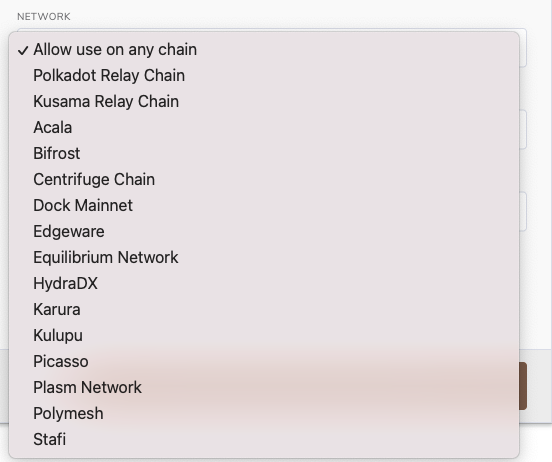 NETWORK
✓ Allow use on any chain
Polkadot Relay Chain
Kusama Relay Chain
Acala
Bifrost
Centrifuge Chain
Dock Mainnet
Edgeware
Equilibrium Network
HydraDX
Karura
Kulupu
Picasso
Plasm Network
Polymesh
Stafi